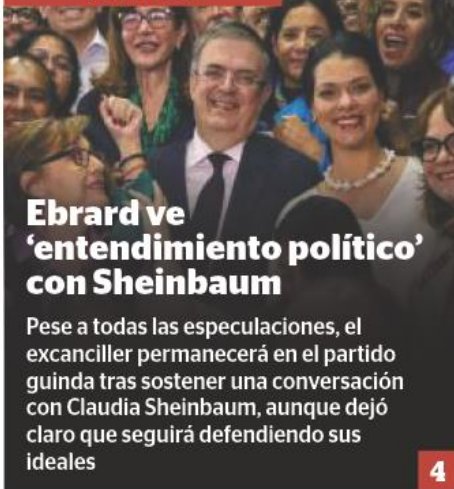 Ebrard ve
‘entendimiento político’
con Sheinbaum
Pese a todas las especulaciones, el
excanciller permanecerá en el partido
guinda tras sostener una conversación
con Claudia Sheinbaum, aunque dejó
claro que seguirá defendiendo sus
ideales
4